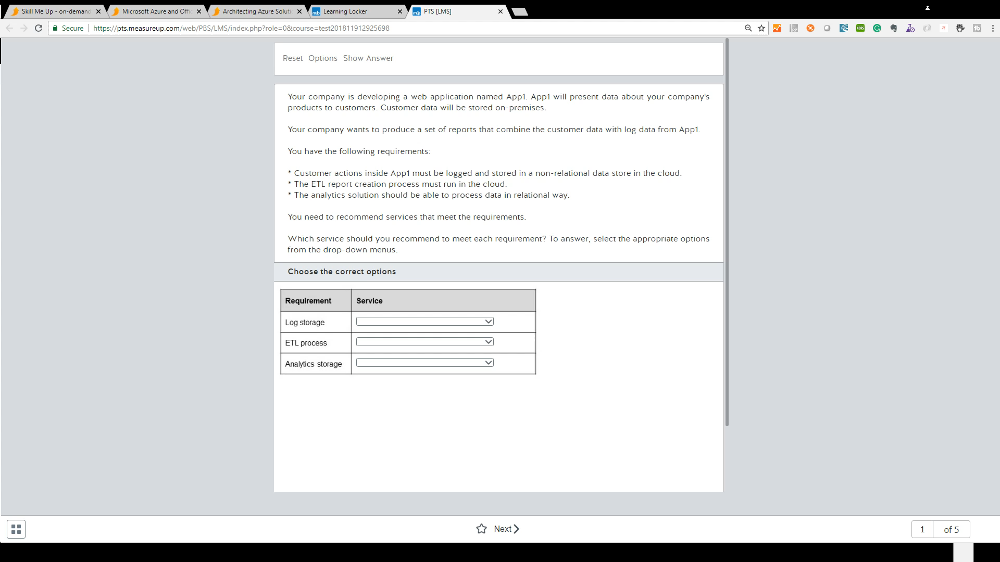 Skill Me Up - on-demand
Microsoft Azure and Offic
Architecting Azure Soluti
Learning Locker
PTS [LMS]
Secure
https://pts.measureup.com/web/PBS/LMS/index.php?role=0&course=test201811912925698
Reset Options Show Answer
Your company is developing a web application named App1. App1 will present data about your company's
products to customers. Customer data will be stored on-premises.
Your company wants to produce a set of reports that combine the customer data with log data from App1.
You have the following requirements:
* Customer actions inside App1 must be logged and stored in a non-relational data store in the cloud.
* The ETL report creation process must run in the cloud.
* The analytics solution should be able to process data in relational way.
You need to recommend services that meet the requirements.
Which service should you recommend to meet each requirement? To answer, select the appropriate options
from the drop-down menus.
Choose the correct options
Requirement Service
Log storage
ETL process
Analytics storage
Next
1 of 5